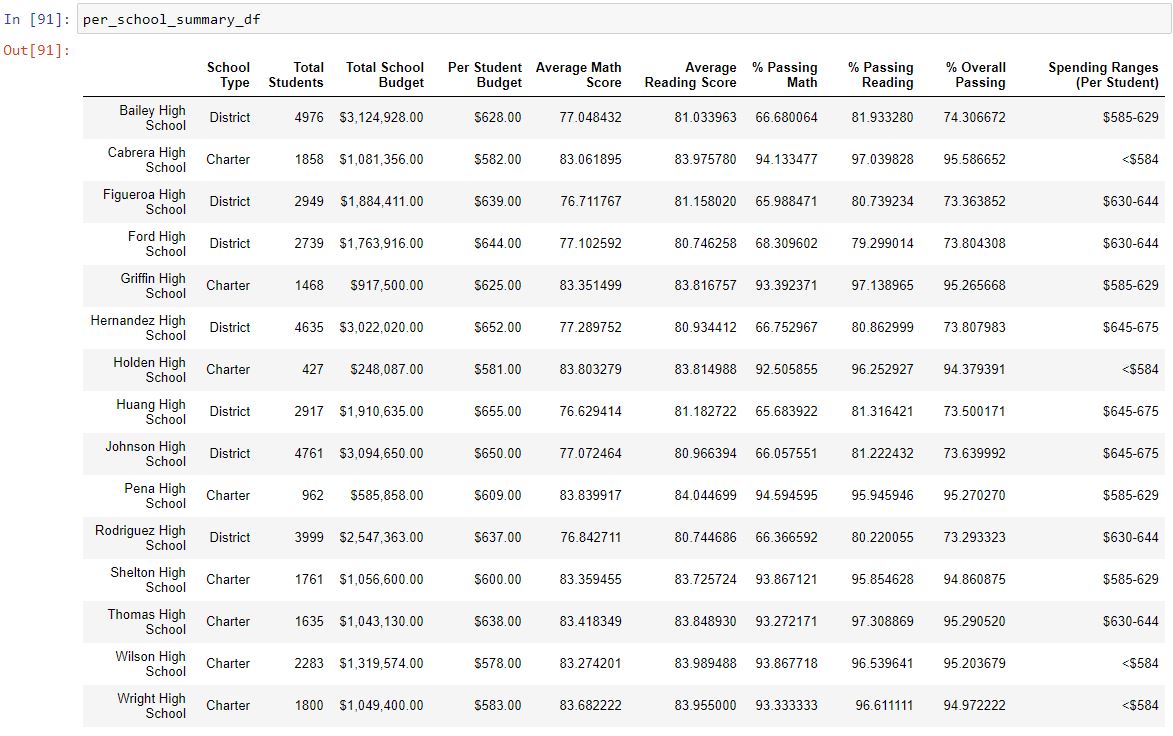 In [91]: per_school_summary_df
Out[91]:
School Type Total Students Total School Budget Per Student Budget Average Math Score Average Reading Score % Passing Math % Passing Reading % Overall Passing Spending Ranges (Per Student)
Bailey High School District 4976 $3,124,928.00 $628.00 77.048432 81.033963 66.680064 81.933280 74.306672 $585-629
Cabrera High School Charter 1858 $1,081,356.00 $582.00 83.061895 83.975780 94.133477 97.039828 95.586652 <$584
Figueroa High School District 2949 $1,884,411.00 $639.00 76.711767 81.158020 65.988471 80.739234 73.363852 $630-644
Ford High School District 2739 $1,763,916.00 $644.00 77.102592 80.746258 68.309602 79.299014 73.804308 $630-644
Griffin High School Charter 1468 $917,500.00 $625.00 83.351499 83.816757 93.392371 97.138965 95.265668 $585-629
Hernandez High School District 4635 $3,022,020.00 $652.00 77.289752 80.934412 66.752967 80.862999 73.807983 $645-675
Holden High School Charter 427 $248,087.00 $581.00 83.803279 83.814988 92.505855 96.252927 94.379391 <$584
Huang High School District 2917 $1,910,635.00 $655.00 76.629414 81.182722 65.683922 81.316421 73.500171 $645-675
Johnson High School District 4761 $3,094,650.00 $650.00 77.072464 80.966394 66.057551 81.222432 73.639992 $645-675
Pena High School Charter 962 $585,858.00 $609.00 83.839917 84.044699 94.594595 95.945946 95.270270 $585-629
Rodriguez High School District 3999 $2,547,363.00 $637.00 76.842711 80.744686 66.366592 80.220055 73.293323 $630-644
Shelton High School Charter 1761 $1,056,600.00 $600.00 83.359455 83.725724 93.867121 95.854628 94.860875 $585-629
Thomas High School Charter 1635 $1,043,130.00 $638.00 83.418349 83.848930 93.272171 97.308869 95.290520 $630-644
Wilson High School Charter 2283 $1,319,574.00 $578.00 83.274201 83.989488 93.867718 96.539641 95.203679 <$584
Wright High School Charter 1800 $1,049,400.00 $583.00 83.682222 83.955000 93.333333 96.611111 94.972222 <$584